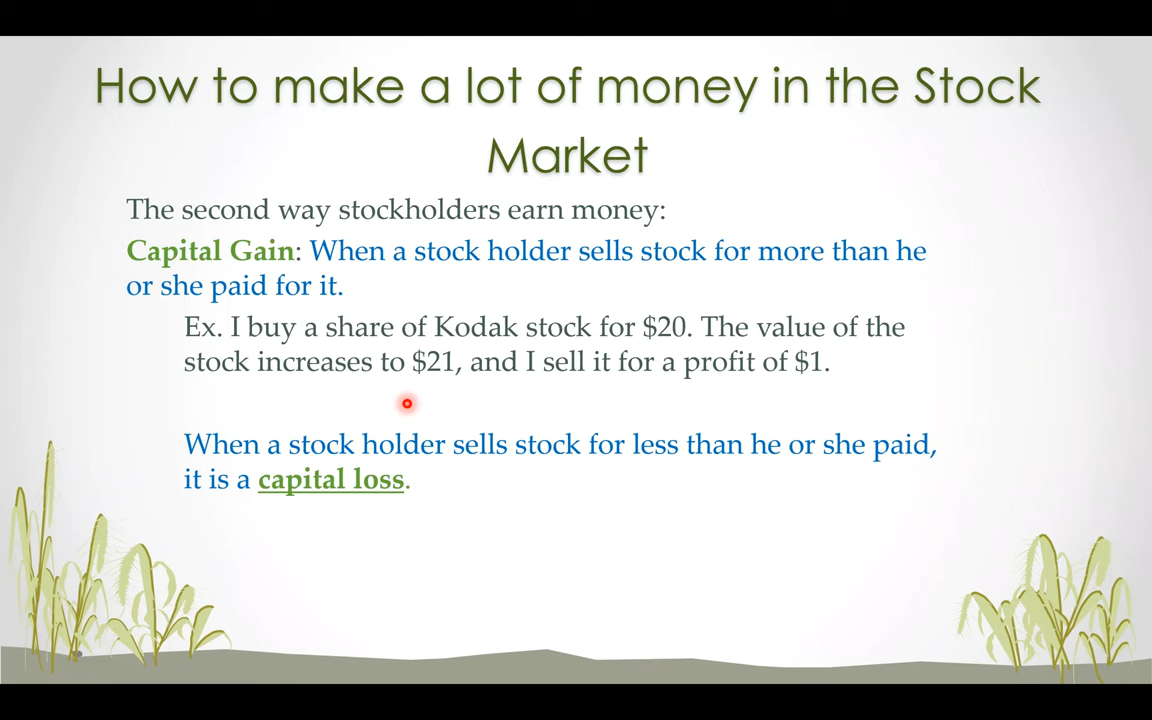 How to make a lot of money in the Stock
Market
The second way stockholders earn money:
Capital Gain: When a stock holder sells stock for more than he
or she paid for it.
Ex. I buy a share of Kodak stock for $20. The value of the
stock increases to $21, and I sell it for a profit of $1.
When a stock holder sells stock for less than he or she paid,
it is a capital loss.